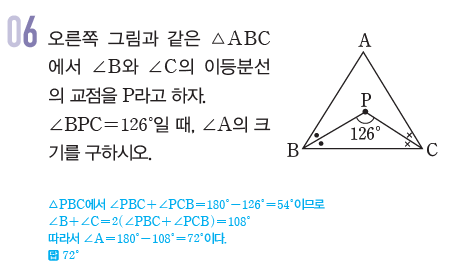 06
오른쪽 그림과 같은 △ABC
에서 ∠B와 ∠C의 이등분선
의 교점을 P라고 하자.
∠BPC=126°일 때, ∠A의 크
기를 구하시오.
A
P
126°
B
C
△PBC에서 ∠PBC+∠PCB=180°-126°=54°이므로
∠B+∠C=2(∠PBC+∠PCB)=108°
따라서 ∠A=180°-108°=72°이다.
답 72°